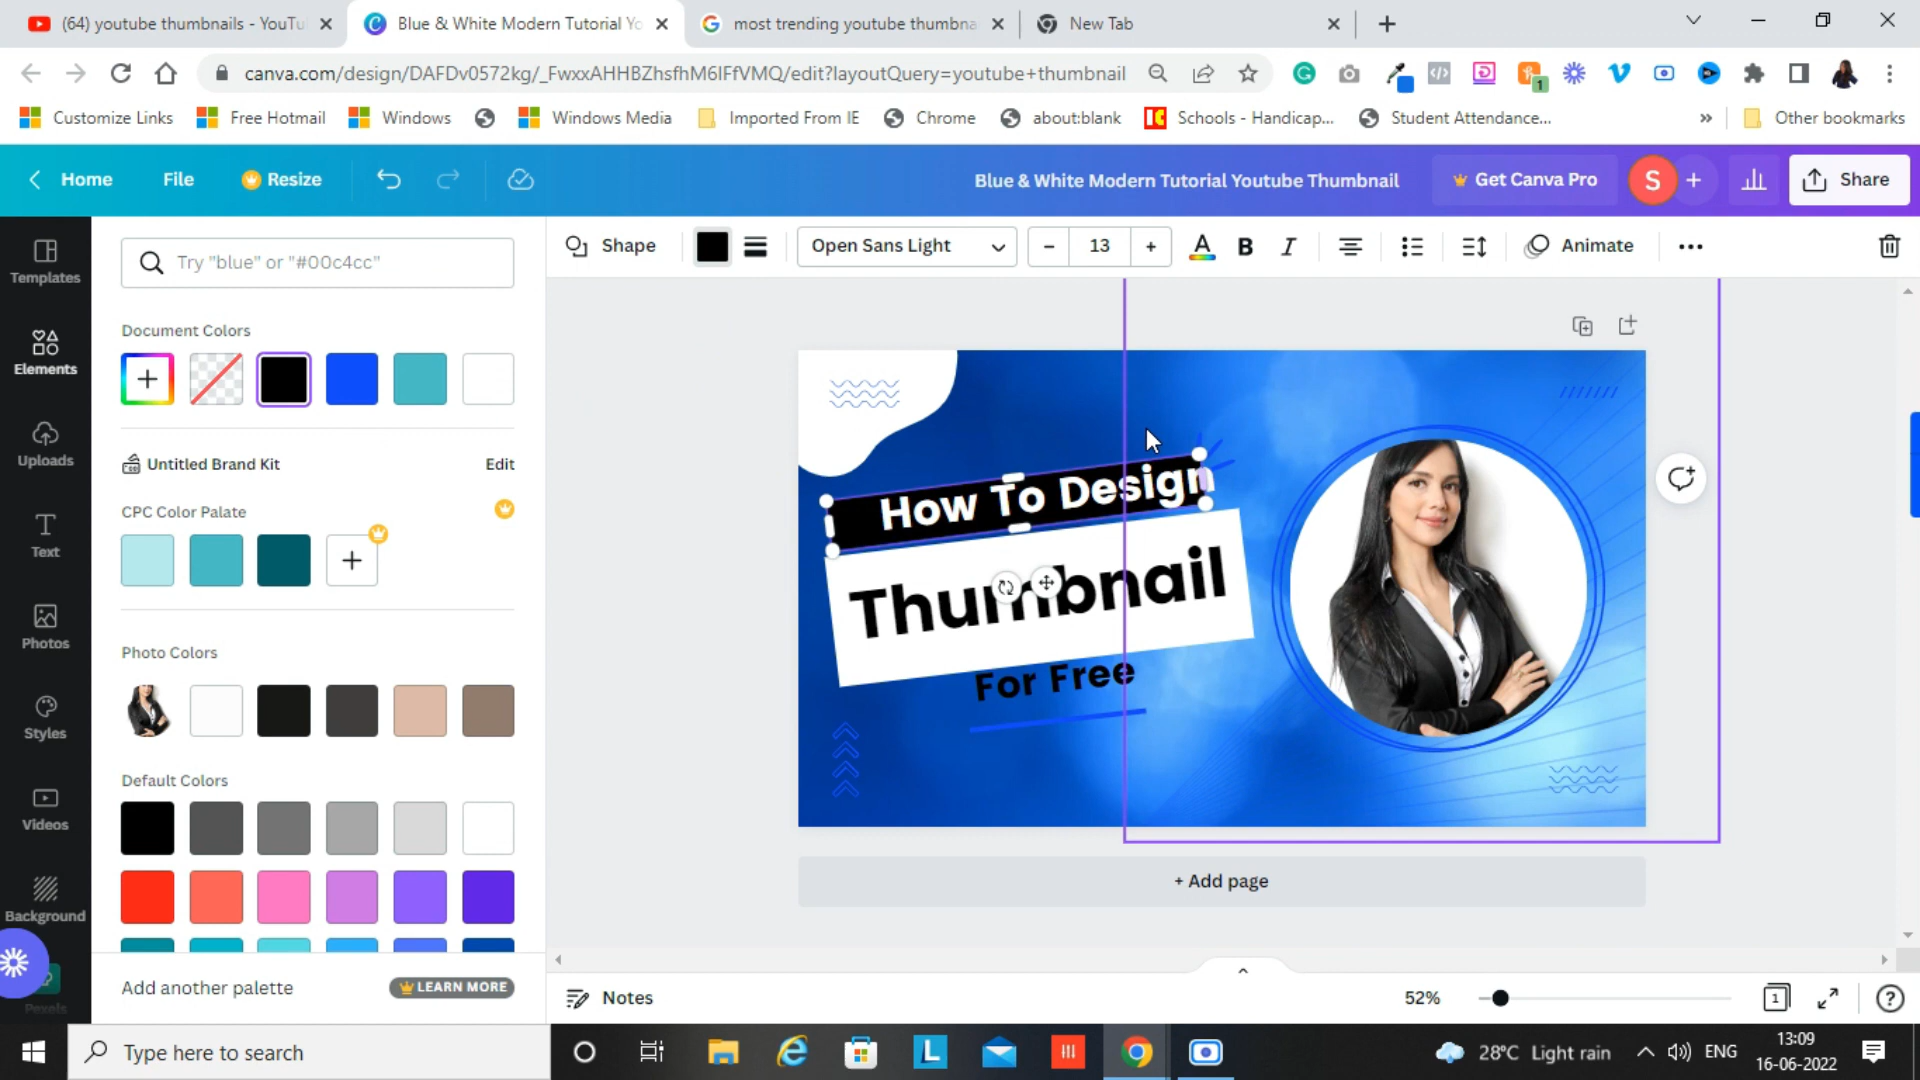 (64) youtube thumbnails - YouTu
Blue & White Modern Tutorial Yo
most trending youtube thumbna
New Tab
canva.com/design/DAFDv0572kg/_FwxxAHHBZhsfhM6lFfVMQ/edit?layoutQuery=youtube+thumbnail
1
Customize Links
Free Hotmail
Windows
Windows Media
Imported From IE
Chrome
about:blank
Schools - Handicap...
Student Attendance...
»
Other bookmarks
Home
File
Resize
Blue & White Modern Tutorial Youtube Thumbnail
Get Canva Pro
S
+
Share
Templates
Elements
Uploads
Text
Photos
Styles
Videos
Background
Pexels
Try "blue" or "#00c4cc"
Document Colors
Untitled Brand Kit
Edit
CPC Color Palate
Photo Colors
Default Colors
Add another palette
LEARN MORE
Shape
Open Sans Light
– 13 +
A
B
I
Animate
How To Design
Thumbnail
For Free
+ Add page
Notes
52%
1
Type here to search
28°C Light rain
ENG
13:09
16-06-2022